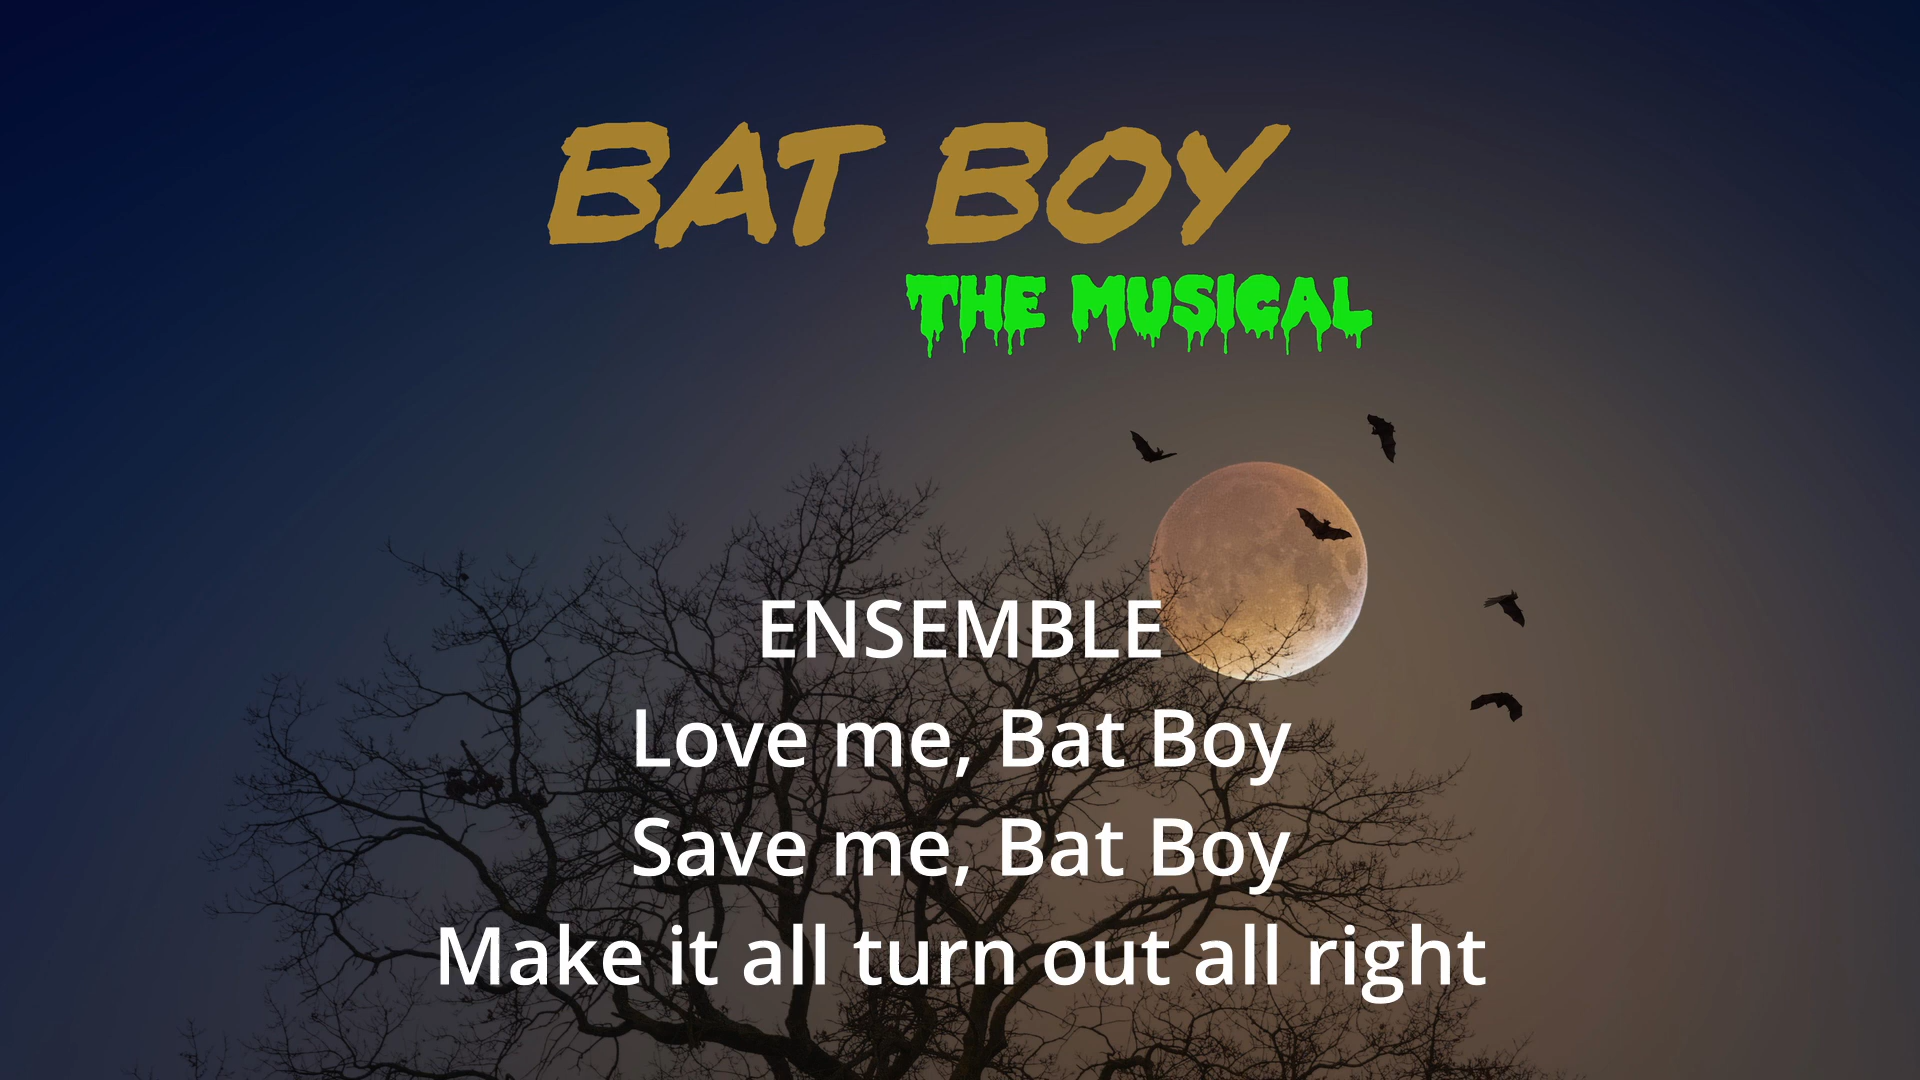 BAT BOY
THE MUSICAL
ENSEMBLE
Love me, Bat Boy
Save me, Bat Boy
Make it all turn out all right